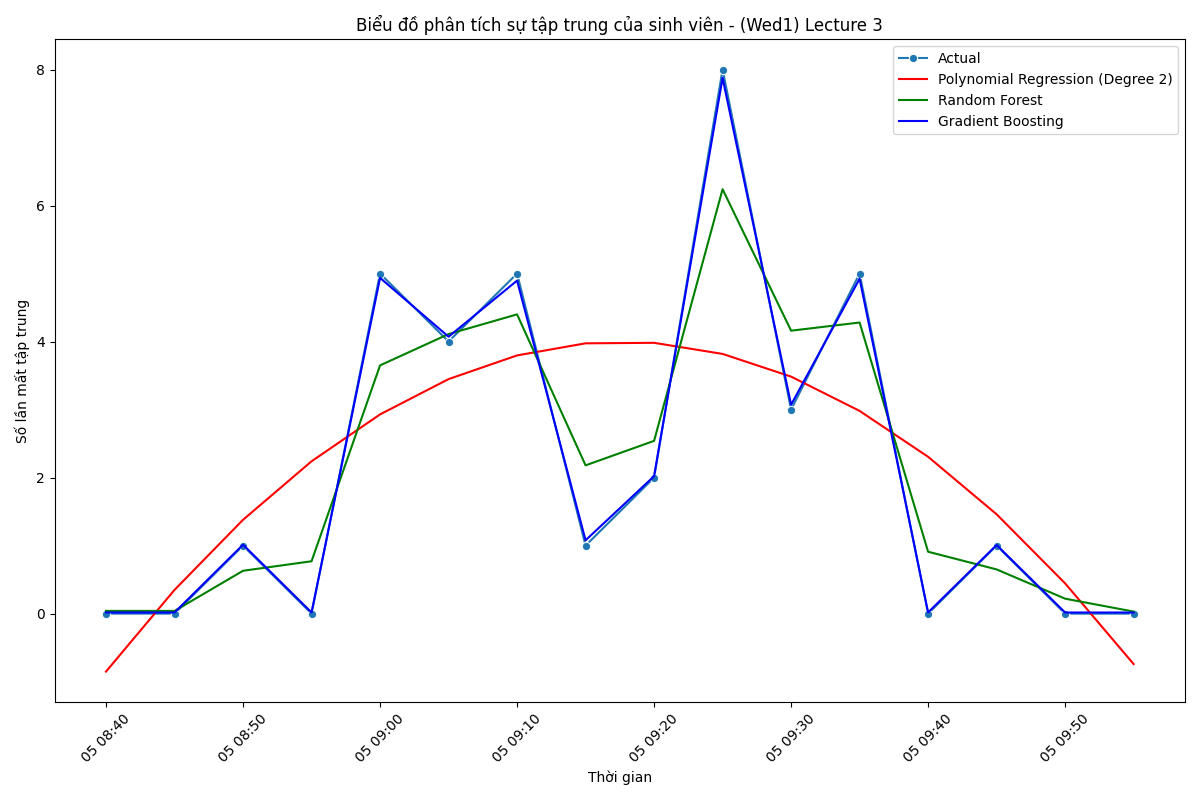 Biểu đồ phân tích sự tập trung của sinh viên - (Wed1) Lecture 3
Actual
Polynomial Regression (Degree 2)
Random Forest
Gradient Boosting
Số lần mất tập trung
8
6
4
2
0
05 08:40
05 08:50
05 09:00
05 09:10
05 09:20
05 09:30
05 09:40
05 09:50
Thời gian